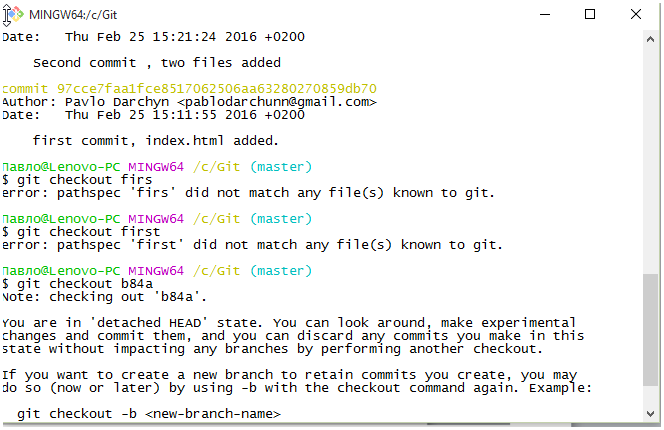 MINGW64:/c/Git
Date:   Thu Feb 25 15:21:24 2016 +0200
    Second commit , two files added
commit 97cce7faa1fce8517062506aa63280270859db70
Author: Pavlo Darchyn <pablodarchunn@gmail.com>
Date:   Thu Feb 25 15:11:55 2016 +0200
    first commit, index.html added.
Павло@Lenovo-PC MINGW64 /c/Git (master)
$ git checkout firs
error: pathspec 'firs' did not match any file(s) known to git.
Павло@Lenovo-PC MINGW64 /c/Git (master)
$ git checkout first
error: pathspec 'first' did not match any file(s) known to git.
Павло@Lenovo-PC MINGW64 /c/Git (master)
$ git checkout b84a
Note: checking out 'b84a'.
You are in 'detached HEAD' state. You can look around, make experimental
changes and commit them, and you can discard any commits you make in this
state without impacting any branches by performing another checkout.
If you want to create a new branch to retain commits you create, you may
do so (now or later) by using -b with the checkout command again. Example:
  git checkout -b <new-branch-name>